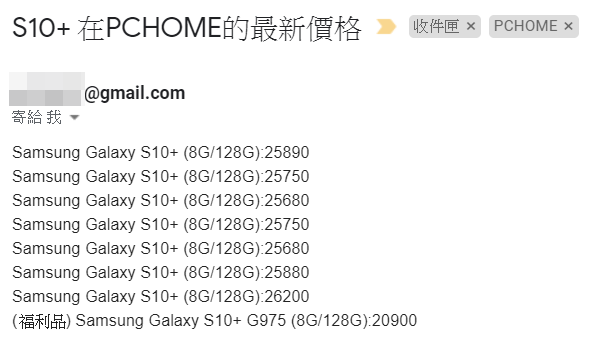 S10+ 在PCHOME的最新價格 收件匣 × PCHOME ×
@gmail.com
寄給 我
Samsung Galaxy S10+ (8G/128G):25890
Samsung Galaxy S10+ (8G/128G):25750
Samsung Galaxy S10+ (8G/128G):25680
Samsung Galaxy S10+ (8G/128G):25750
Samsung Galaxy S10+ (8G/128G):25680
Samsung Galaxy S10+ (8G/128G):25880
Samsung Galaxy S10+ (8G/128G):26200
(福利品) Samsung Galaxy S10+ G975 (8G/128G):20900